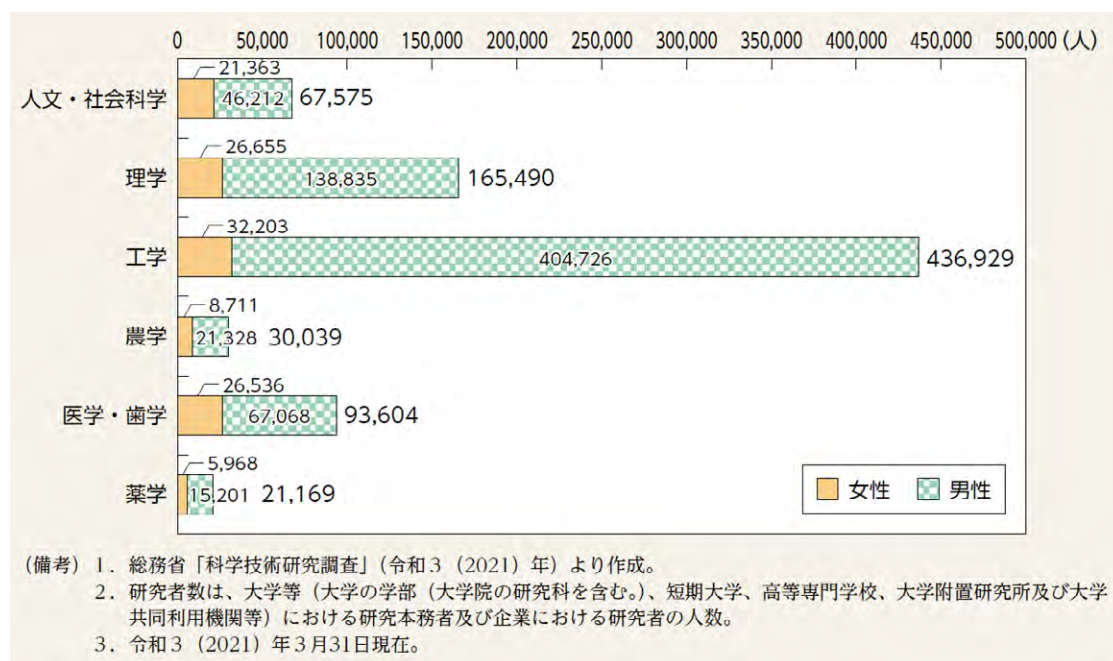 0 50,000 100,000 150,000 200,000 250,000 300,000 350,000 400,000 450,000 500,000 (人)
21,363
人文・社会科学 46,212 67,575
26,655
理学 138,835 165,490
32,203
工学 404,726 436,929
8,711
農学 21,328 30,039
26,536
医学・歯学 67,068 93,604
5,968
薬学 15,201 21,169
女性 男性
(備考) 1. 総務省「科学技術研究調査」(令和3(2021)年)より作成。
2. 研究者数は、大学等(大学の学部(大学院の研究科を含む。)、短期大学、高等専門学校、大学附置研究所及び大学
共同利用機関等)における研究本務者及び企業における研究者の人数。
3. 令和3(2021)年3月31日現在。